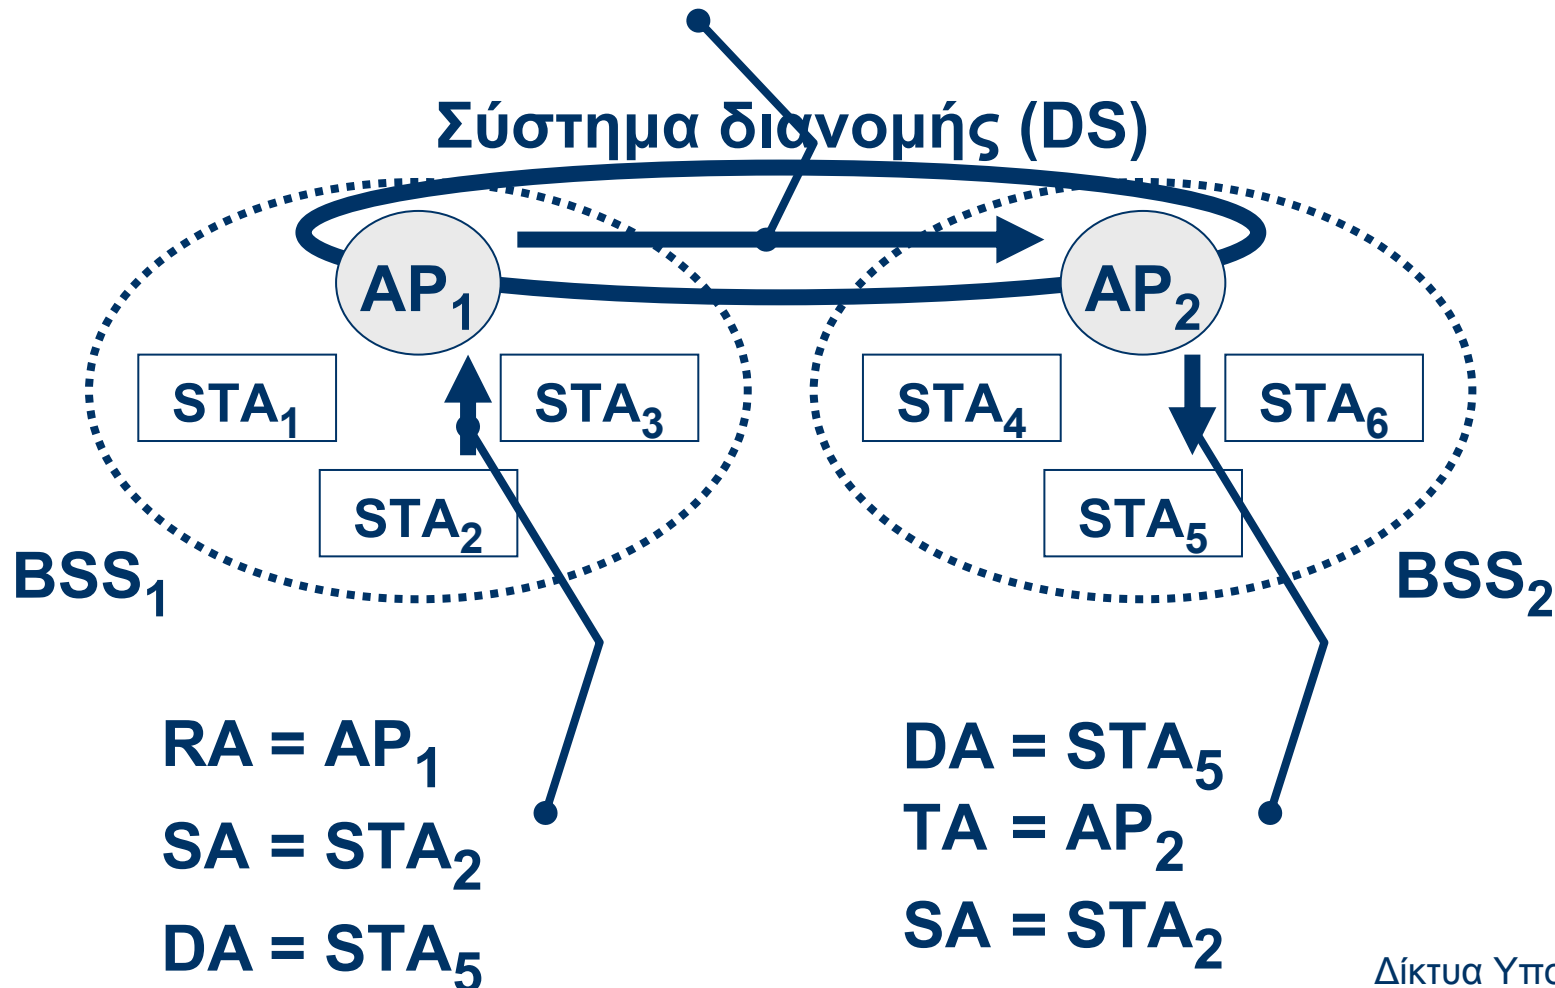 Σύστημα διανομής (DS)
AP1
AP2
STA1
STA3
STA4
STA6
STA2
STA5
BSS1
BSS2
RA = AP1
SA = STA2
DA = STA5
DA = STA5
TA = AP2
SA = STA2
Δίκτυα